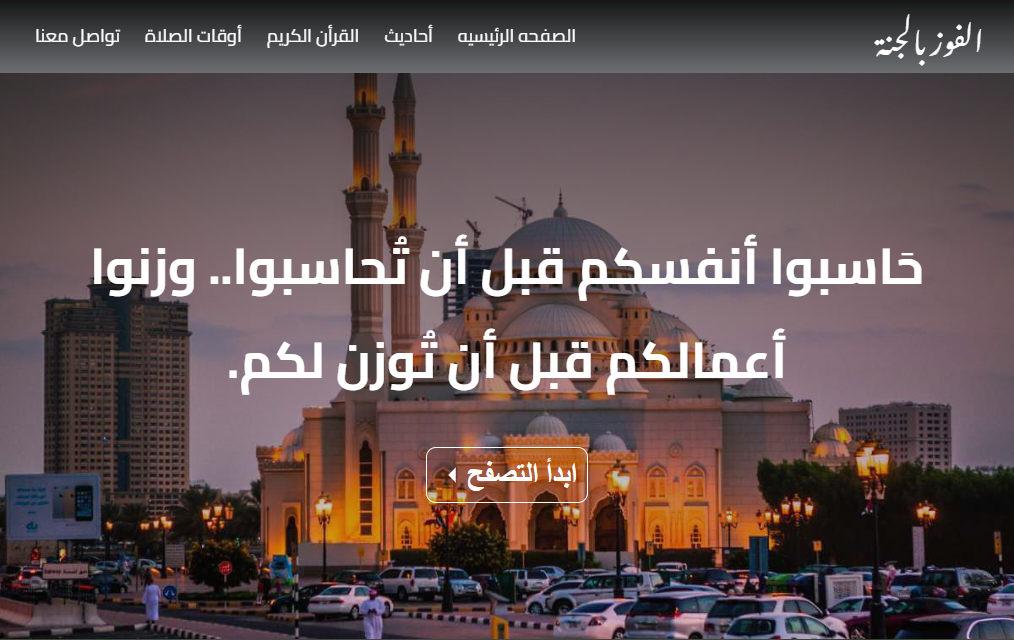 الفوز بالجنة
الصفحه الرئيسيه
أحاديث
القرأن الكريم
أوقات الصلاة
تواصل معنا
حَاسبوا أنفسكم قبل أن تُحاسبوا.. وزنوا
أعمالكم قبل أن تُوزن لكم.
ابدأ التصفح